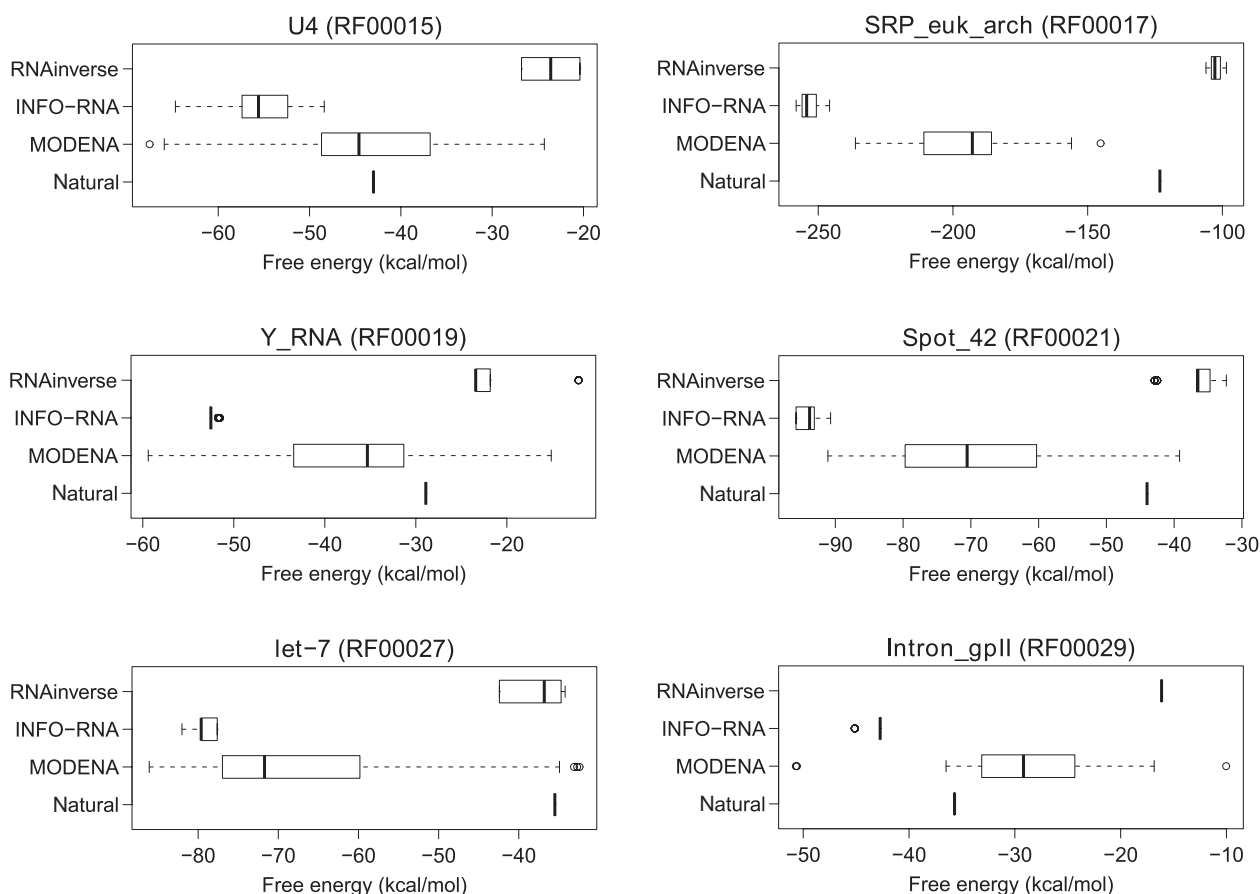 U4 (RF00015)
RNAinverse
INFO−RNA
MODENA
Natural
−60 −50 −40 −30 −20
Free energy (kcal/mol)
SRP_euk_arch (RF00017)
RNAinverse
INFO−RNA
MODENA
Natural
−250 −200 −150 −100
Free energy (kcal/mol)
Y_RNA (RF00019)
RNAinverse
INFO−RNA
MODENA
Natural
−60 −50 −40 −30 −20
Free energy (kcal/mol)
Spot_42 (RF00021)
RNAinverse
INFO−RNA
MODENA
Natural
−90 −80 −70 −60 −50 −40 −30
Free energy (kcal/mol)
let−7 (RF00027)
RNAinverse
INFO−RNA
MODENA
Natural
−80 −70 −60 −50 −40
Free energy (kcal/mol)
Intron_gpII (RF00029)
RNAinverse
INFO−RNA
MODENA
Natural
−50 −40 −30 −20 −10
Free energy (kcal/mol)